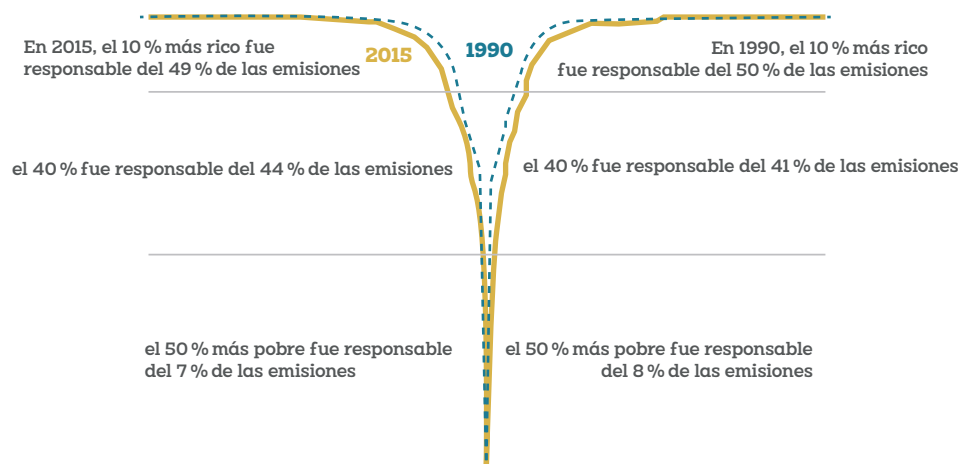 En 2015, el 10 % más rico fue
responsable del 49 % de las emisiones
2015
1990
En 1990, el 10 % más rico
fue responsable del 50 % de las emisiones
el 40 % fue responsable del 44 % de las emisiones
el 40 % fue responsable del 41 % de las emisiones
el 50 % más pobre fue responsable
del 7 % de las emisiones
el 50 % más pobre fue responsable
del 8 % de las emisiones